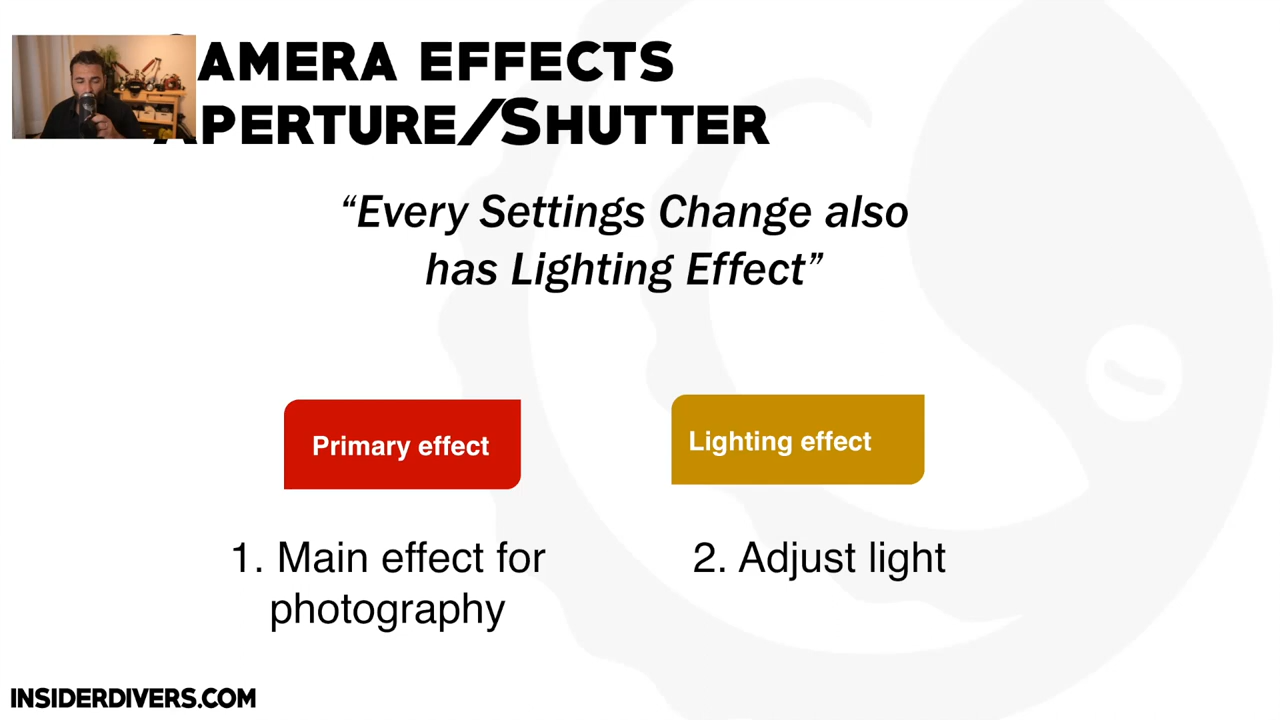 AMERA EFFECTS
APERTURE/SHUTTER
“Every Settings Change also
has Lighting Effect”
Primary effect
Lighting effect
1. Main effect for
photography
2. Adjust light
INSIDERDIVERS.COM